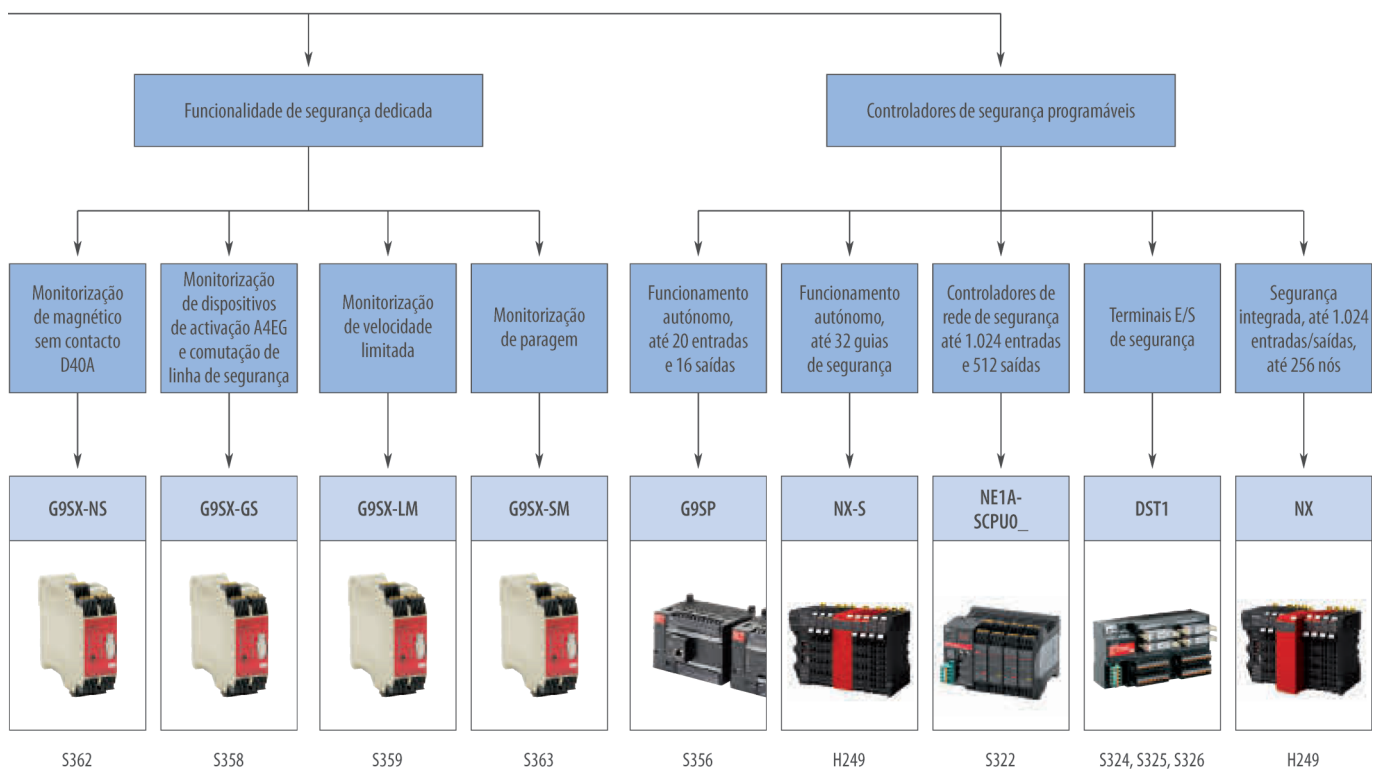 Funcionalidade de segurança dedicada
Controladores de segurança programáveis
Monitorização
de magnético
sem contacto
D40A
Monitorização
de dispositivos
de activação A4EG
e comutação de
linha de segurança
Monitorização
de velocidade
limitada
Monitorização
de paragem
Funcionamento
autónomo,
até 20 entradas
e 16 saídas
Funcionamento
autónomo,
até 32 guias
de segurança
Controladores de
rede de segurança
até 1.024 entradas
e 512 saídas
Terminais E/S
de segurança
Segurança
integrada, até 1.024
entradas/saídas,
até 256 nós
G9SX-NS
G9SX-GS
G9SX-LM
G9SX-SM
G9SP
NX-S
NE1A-
SCPU0_
DST1
NX
S362
S358
S359
S363
S356
H249
S322
S324, S325, S326
H249